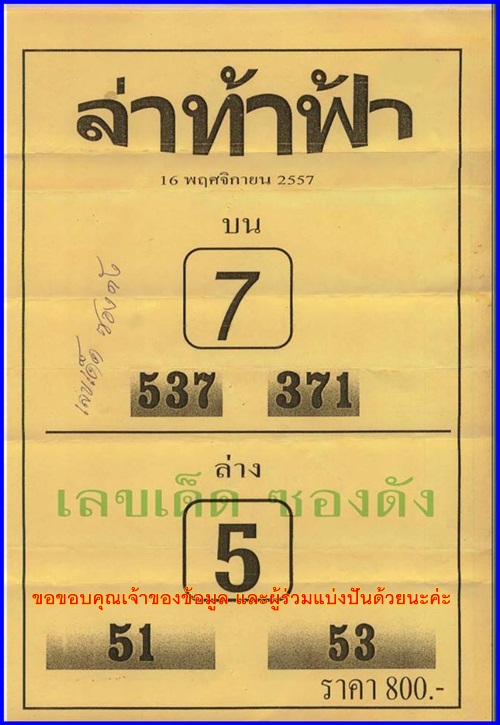 ล่าท้าฟ้า
16 พฤศจิกายน 2557
บน
7
537 371
ล่าง
เลขเด็ด ซองดัง
5
ขอขอบคุณเจ้าของข้อมูล และผู้ร่วมแบ่งปันด้วยนะค่ะ
51 53
ราคา 800.-